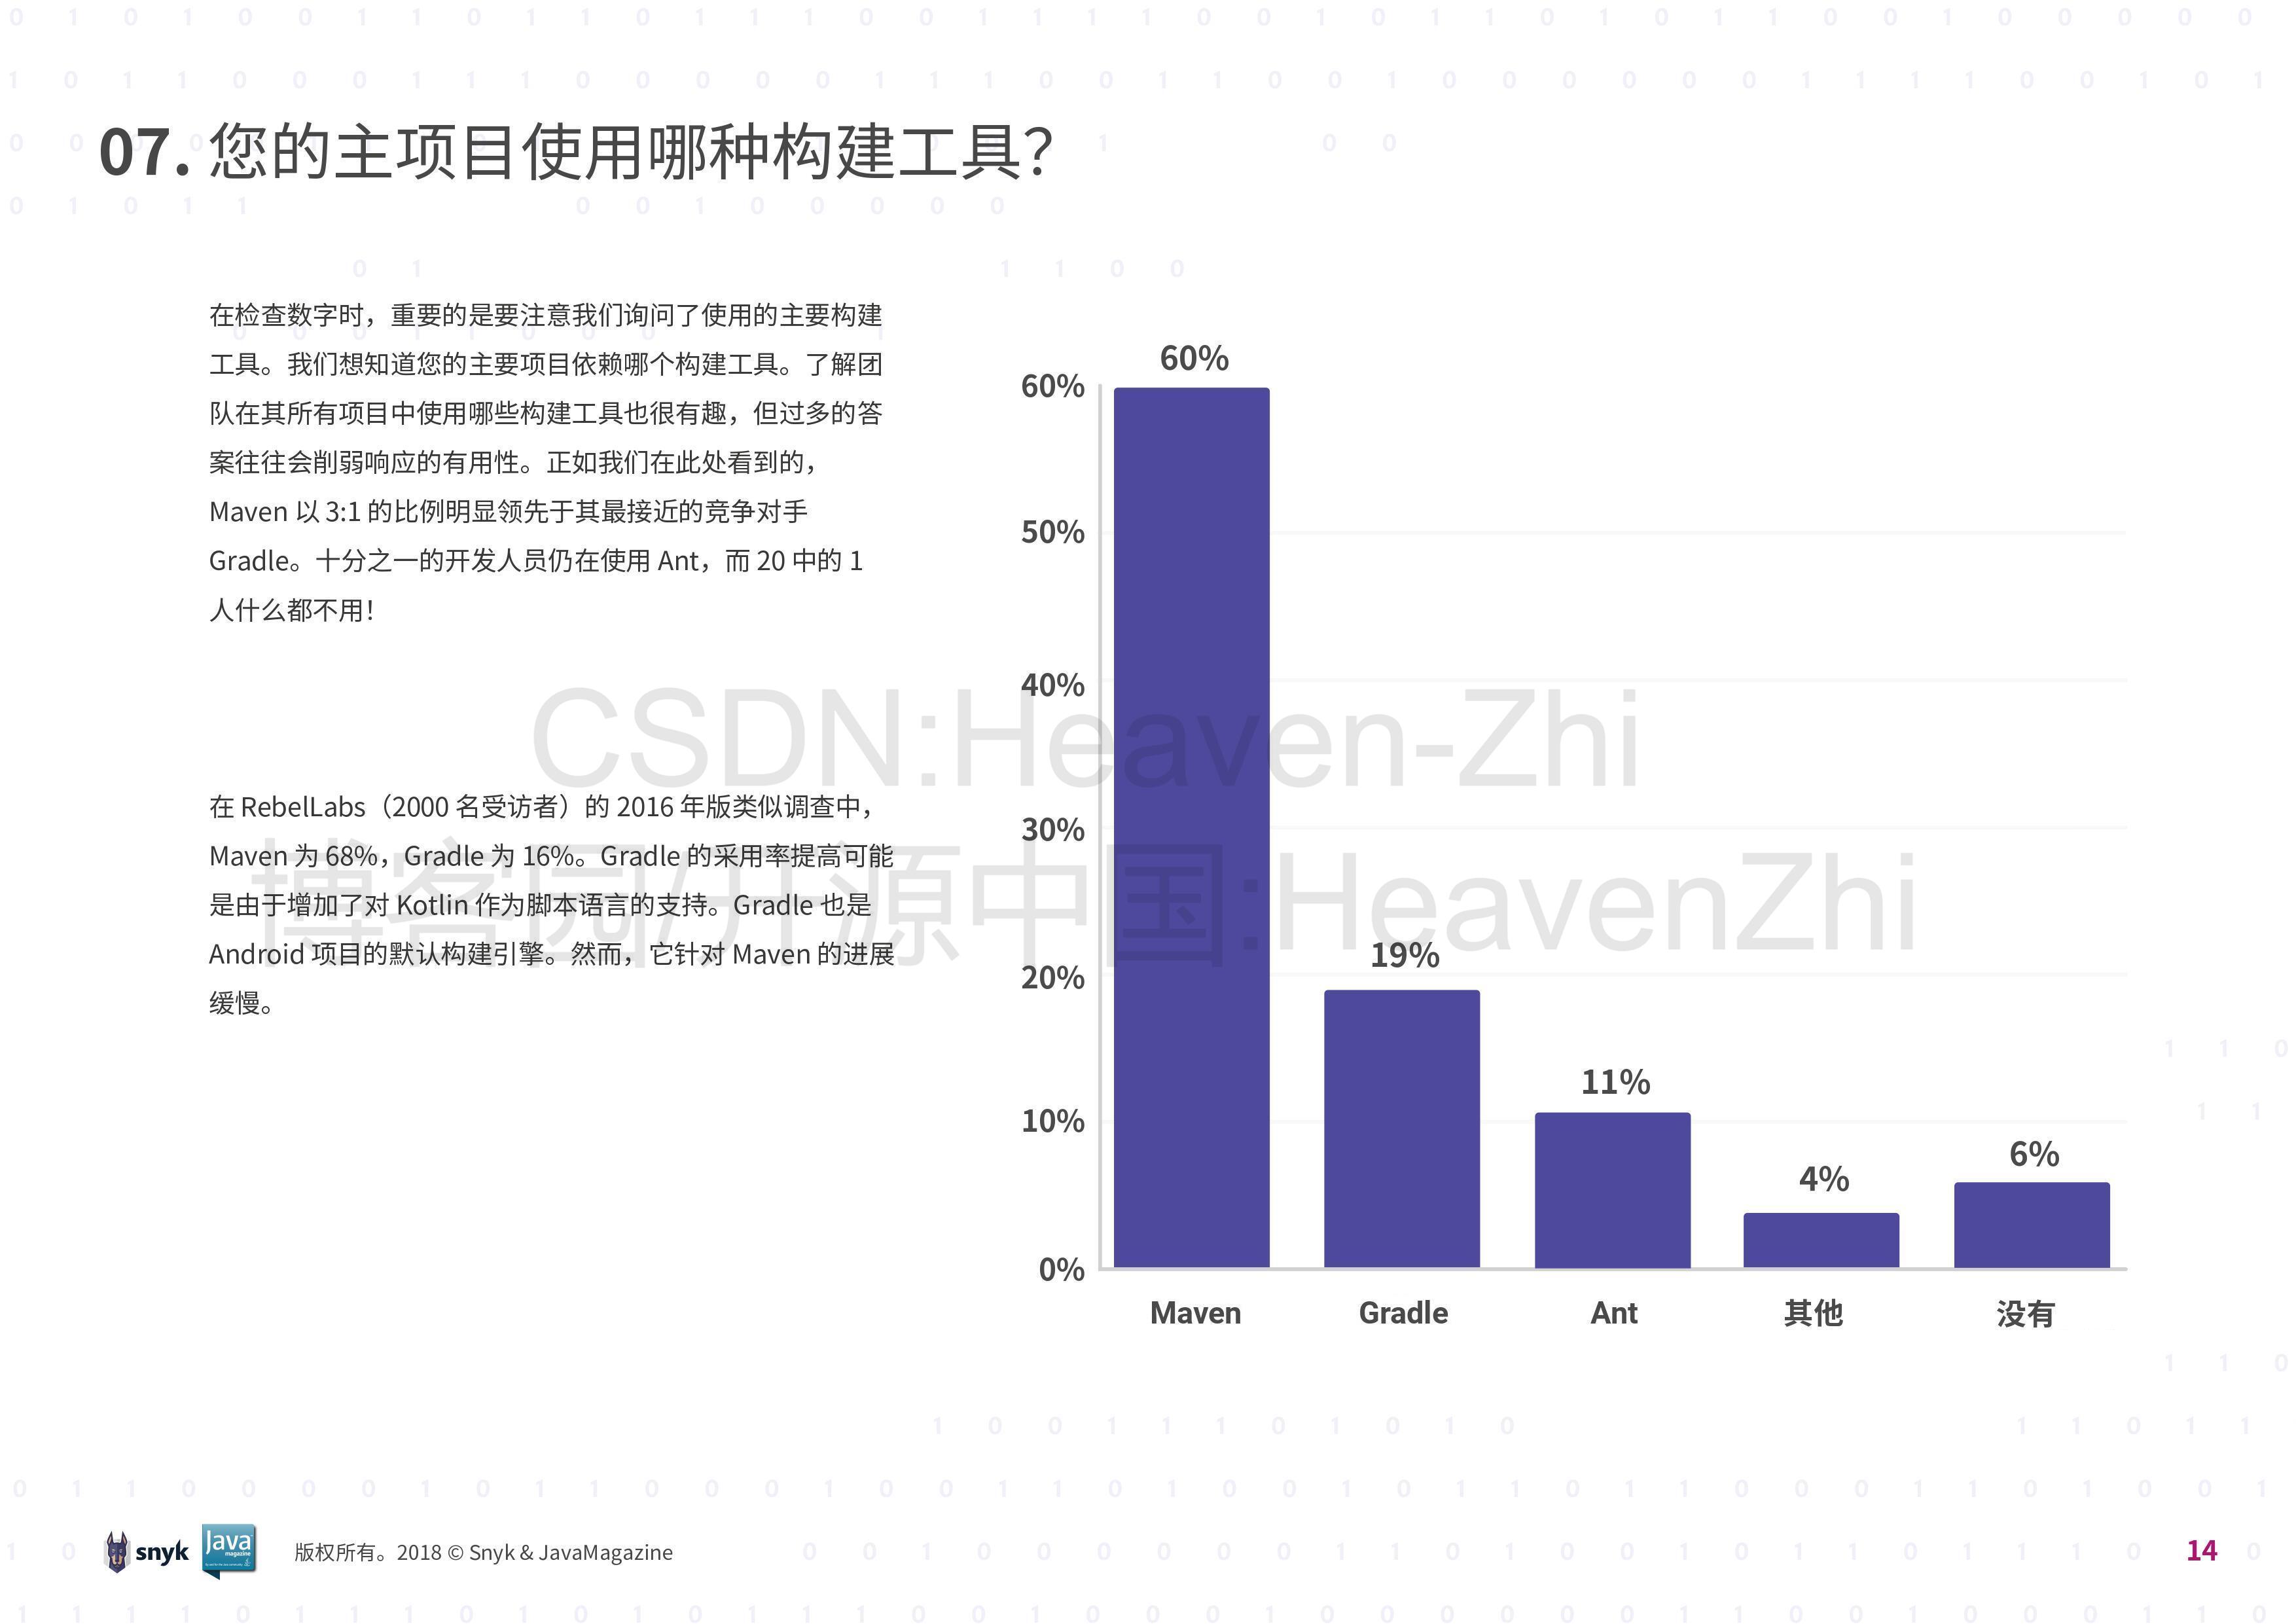 07. 您的主项目使用哪种构建工具？
在检查数字时，重要的是要注意我们询问了使用的主要构建
工具。我们想知道您的主要项目依赖哪个构建工具。了解团
队在其所有项目中使用哪些构建工具也很有趣，但过多的答
案往往会削弱响应的有用性。正如我们在此处看到的，
Maven 以 3:1 的比例明显领先于其最接近的竞争对手
Gradle。十分之一的开发人员仍在使用 Ant，而 20 中的 1
人什么都不用！
在 RebelLabs（2000 名受访者）的 2016 年版类似调查中，
Maven 为 68%，Gradle 为 16%。Gradle 的采用率提高可能
是由于增加了对 Kotlin 作为脚本语言的支持。Gradle 也是
Android 项目的默认构建引擎。然而，它针对 Maven 的进展
缓慢。
60%
50%
40%
30%
20%
10%
0%
60%
19%
11%
4%
6%
Maven
Gradle
Ant
其他
没有
CSDN:Heaven-Zhi
博客园/开源中国:HeavenZhi
snyk
Java
magazine
版权所有。2018 © Snyk & JavaMagazine
14